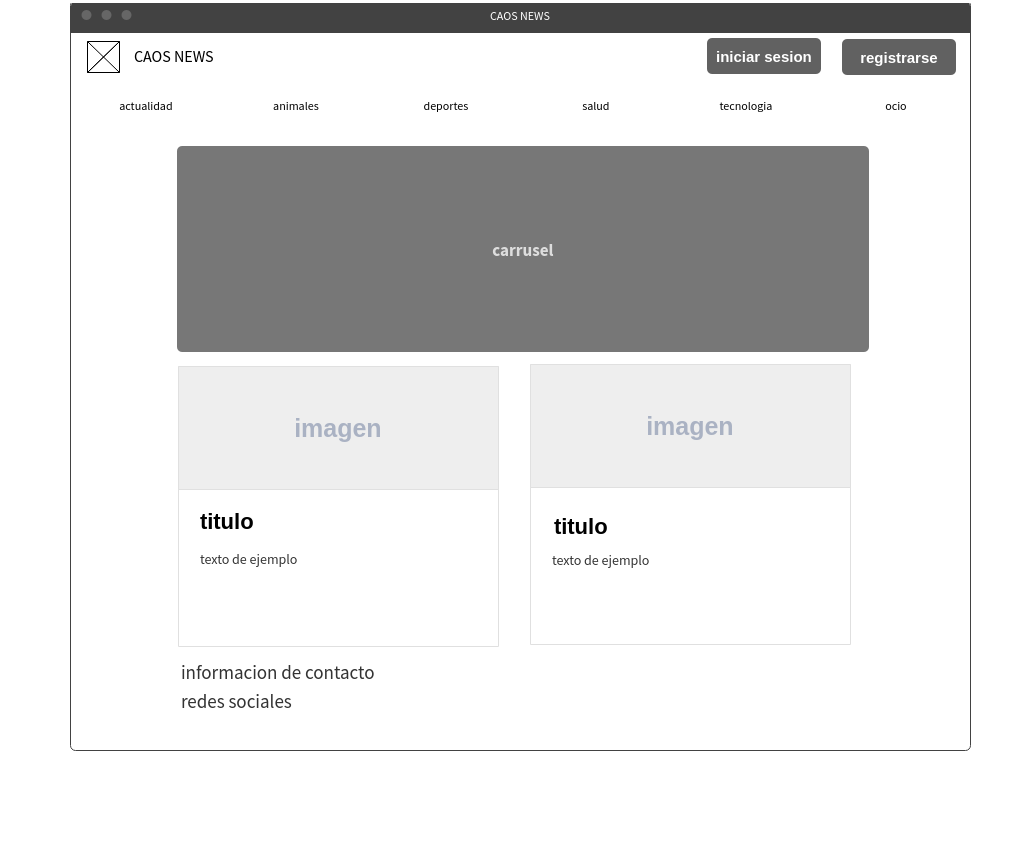 CAOS NEWS
CAOS NEWS
iniciar sesion
registrarse
actualidad
animales
deportes
salud
tecnologia
ocio
carrusel
imagen
titulo
texto de ejemplo
imagen
titulo
texto de ejemplo
informacion de contacto
redes sociales